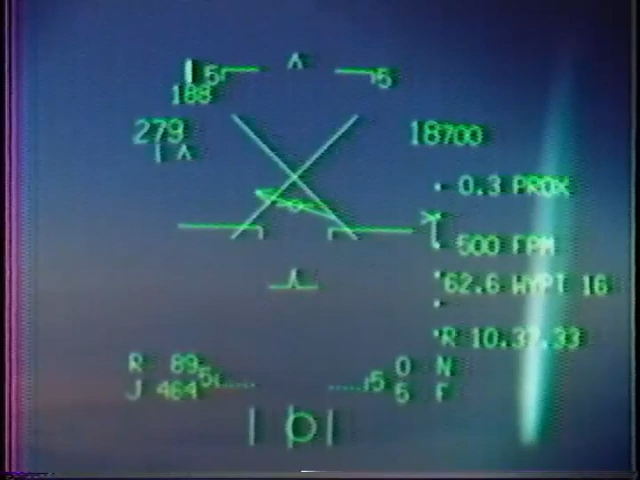 5 5
188
279 18700
0.3 PROX
500 FPM
62.6 WYPT 16
R 10.37.33
R 89 5 5 0 N
J 464 5 F